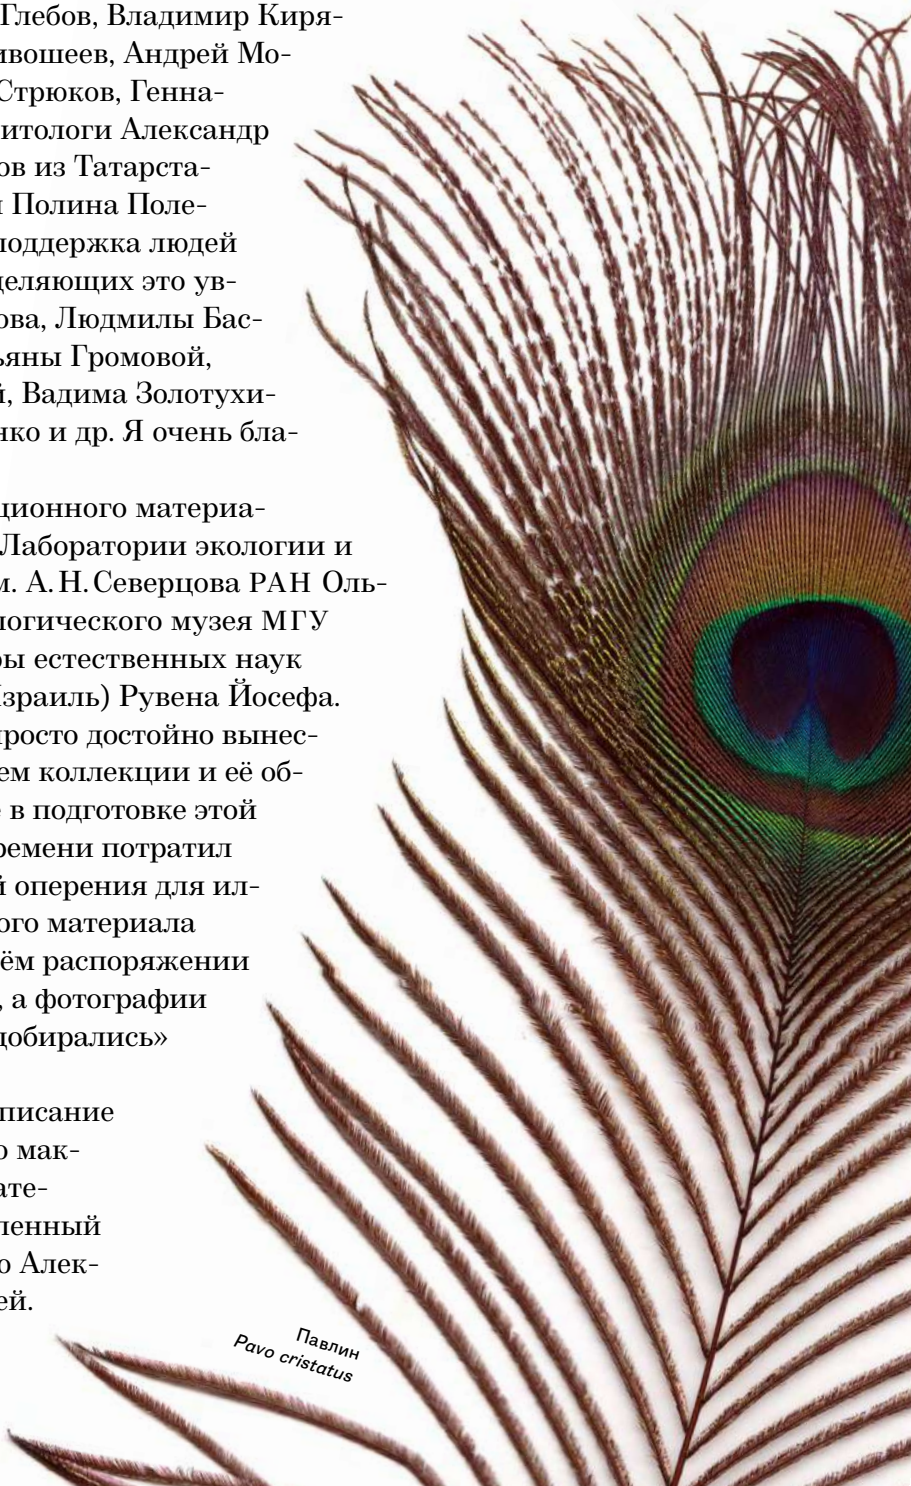 Глебов, Владимир Киря-
ивошеев, Андрей Мо-
Стрюков, Генна-
итологи Александр
ов из Татарста-
и Полина Поле-
поддержка людей
деляющих это ув-
ова, Людмилы Бас-
ьяны Громовой,
й, Вадима Золотухи-
нко и др. Я очень бла-
ционного материа-
Лаборатории экологии и
м. А. Н. Северцова РАН Оль-
логического музея МГУ
ры естественных наук
Израиль) Рувена Йосефа.
просто достойно вынес-
ем коллекции и её об-
е в подготовке этой
ремени потратил
й оперения для ил-
ого материала
ём распоряжении
, а фотографии
добирались»
писание
о мак-
ате-
ленный
о Алек-
ей.
Павлин
Pavo cristatus